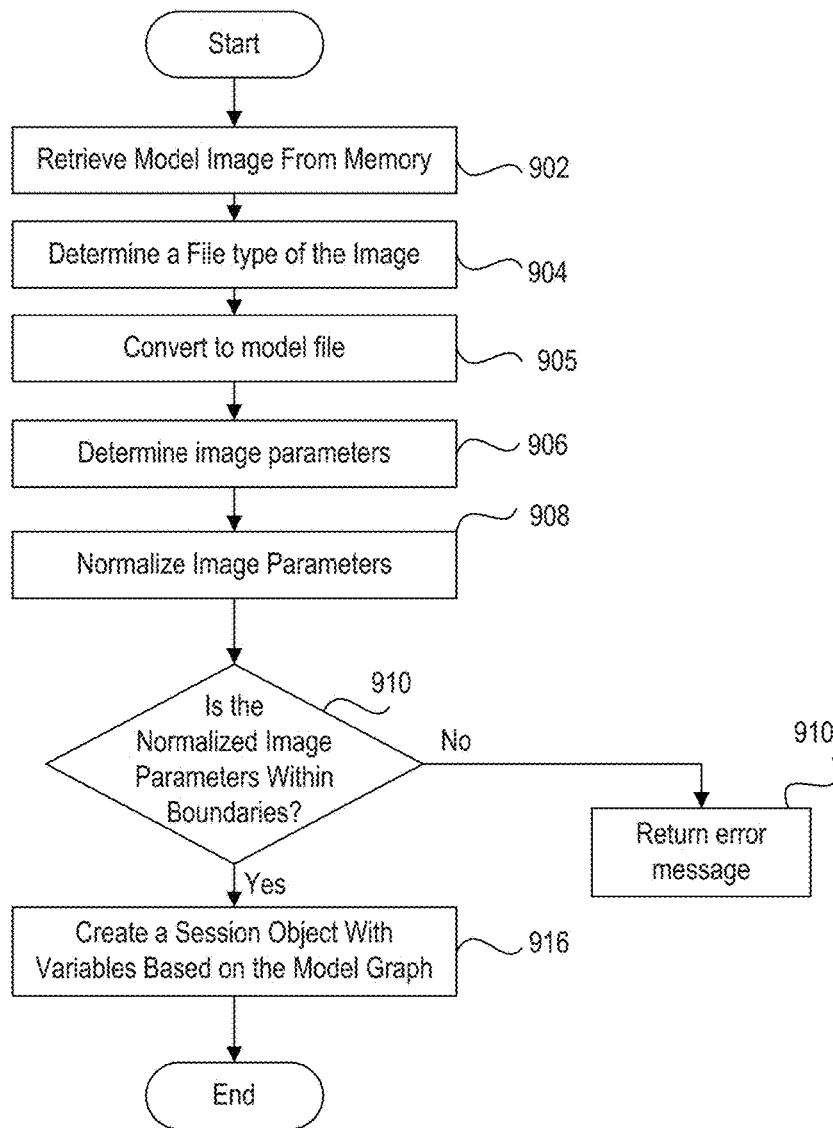 Start
Retrieve Model Image From Memory
902
Determine a File type of the Image
904
Convert to model file
905
Determine image parameters
906
908
Normalize Image Parameters
910
Is the
Normalized Image
Parameters Within
Boundaries?
No
910
Return error
message
Yes
Create a Session Object With
Variables Based on the Model Graph
916
End